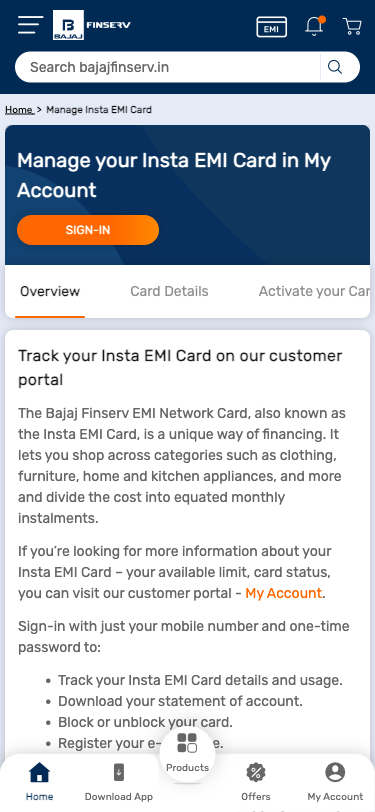 BAJAJ FINSERV
EMI
Search bajajfinserv.in
Home > Manage Insta EMI Card
Manage your Insta EMI Card in My
Account
SIGN-IN
Overview Card Details Activate your Car
Track your Insta EMI Card on our customer
portal
The Bajaj Finserv EMI Network Card, also known as
the Insta EMI Card, is a unique way of financing. It
lets you shop across categories such as clothing,
furniture, home and kitchen appliances, and more
and divide the cost into equated monthly
instalments.
If you’re looking for more information about your
Insta EMI Card – your available limit, card status,
you can visit our customer portal - My Account.
Sign-in with just your mobile number and one-time
password to:
• Track your Insta EMI Card details and usage.
• Download your statement of account.
• Block or unblock your card.
• Register your e-
Home Download App Products Offers My Account